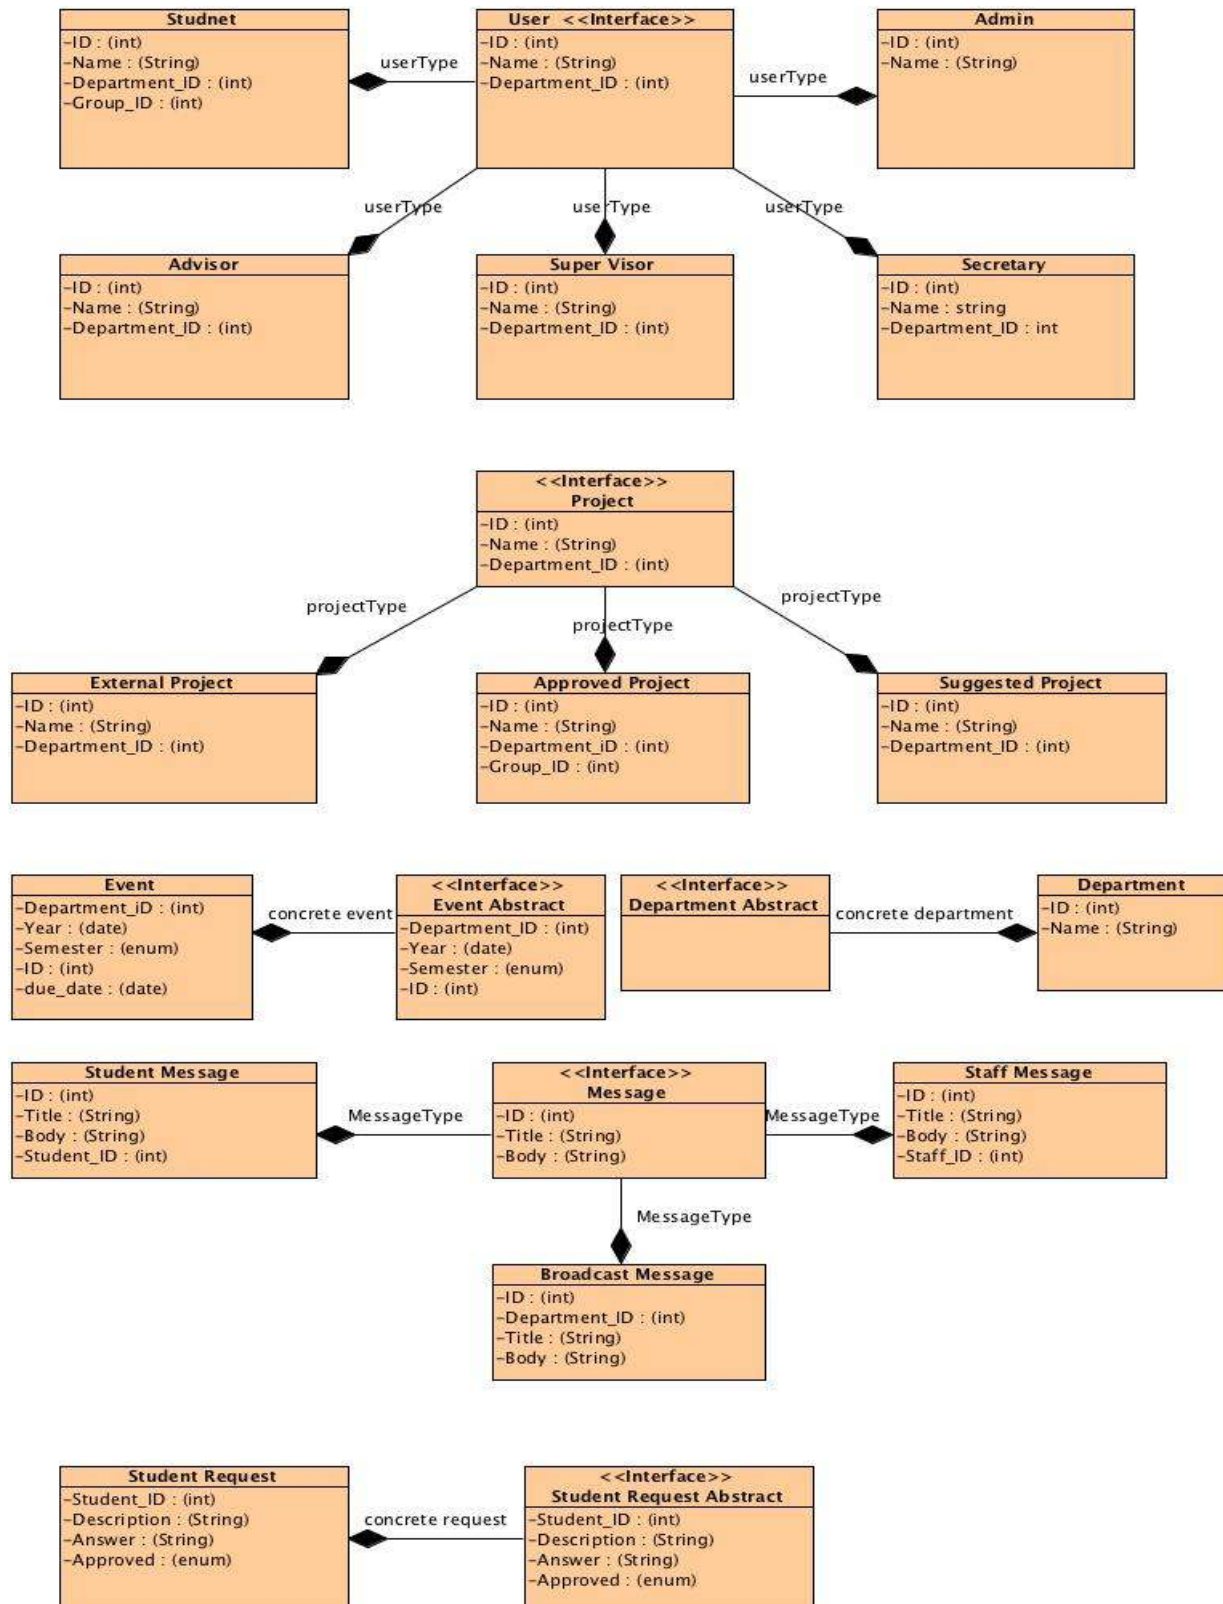 Studnet
-ID : (int)
-Name : (String)
-Department_ID : (int)
-Group_ID : (int)
userType
User <<Interface>>
-ID : (int)
-Name : (String)
-Department_ID : (int)
userType
Admin
-ID : (int)
-Name : (String)
userType
userType
userType
Advisor
-ID : (int)
-Name : (String)
-Department_ID : (int)
Super Visor
-ID : (int)
-Name : (String)
-Department_ID : (int)
Secretary
-ID : (int)
-Name : string
-Department_ID : int
<<Interface>>
Project
-ID : (int)
-Name : (String)
-Department_ID : (int)
projectType
projectType
projectType
External Project
-ID : (int)
-Name : (String)
-Department_ID : (int)
Approved Project
-ID : (int)
-Name : (String)
-Department_iD : (int)
-Group_ID : (int)
Suggested Project
-ID : (int)
-Name : (String)
-Department_ID : (int)
Event
-Department_iD : (int)
-Year : (date)
-Semester : (enum)
-ID : (int)
-due_date : (date)
concrete event
<<Interface>>
Event Abstract
-Department_ID : (int)
-Year : (date)
-Semester : (enum)
-ID : (int)
<<Interface>>
Department Abstract
concrete department
Department
-ID : (int)
-Name : (String)
Student Message
-ID : (int)
-Title : (String)
-Body : (String)
-Student_ID : (int)
MessageType
<<Interface>>
Message
-ID : (int)
-Title : (String)
-Body : (String)
MessageType
Staff Message
-ID : (int)
-Title : (String)
-Body : (String)
-Staff_ID : (int)
MessageType
Broadcast Message
-ID : (int)
-Department_ID : (int)
-Title : (String)
-Body : (String)
Student Request
-Student_ID : (int)
-Description : (String)
-Answer : (String)
-Approved : (enum)
concrete request
<<Interface>>
Student Request Abstract
-Student_ID : (int)
-Description : (String)
-Answer : (String)
-Approved : (enum)